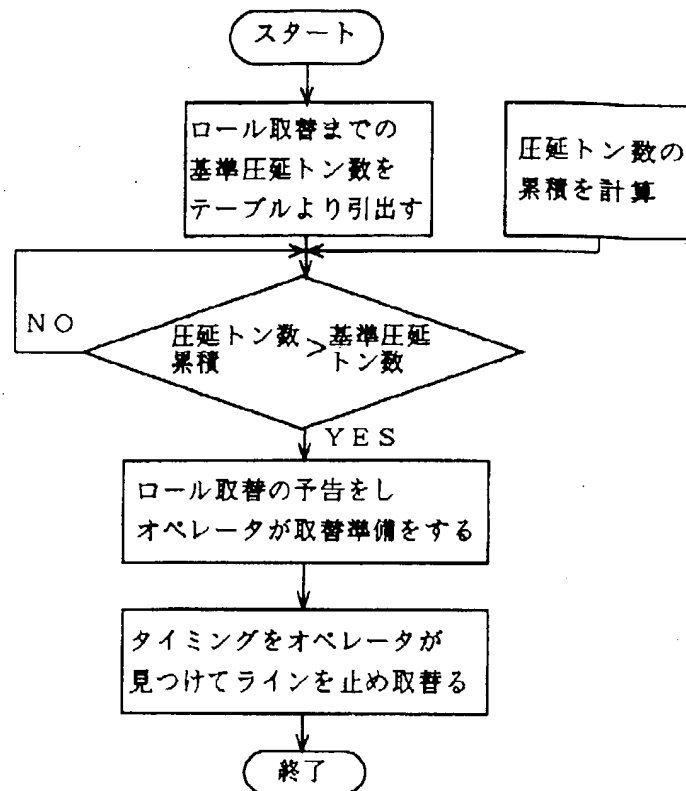 スタート
ロール取替までの
基準圧延トン数を
テーブルより引出す
圧延トン数の
累積を計算
NO
圧延トン数
累積
>
基準圧延
トン数
YES
ロール取替の予告をし
オペレータが取替準備をする
タイミングをオペレータが
見つけてラインを止め取替る
終了